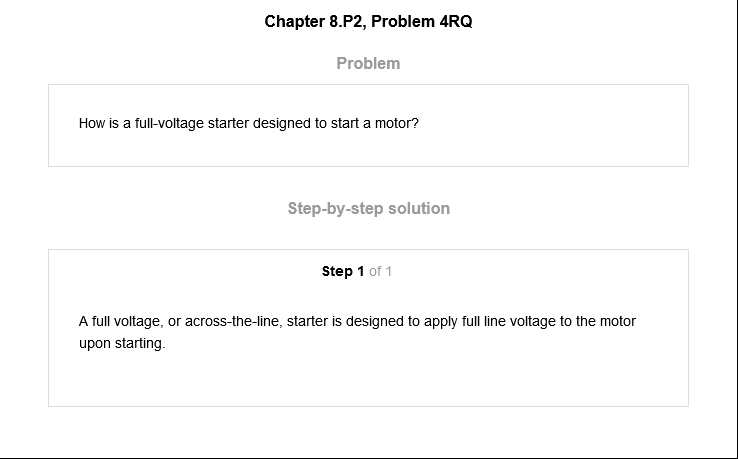 Chapter 8.P2, Problem 4RQ
Problem
How is a full-voltage starter designed to start a motor?
Step-by-step solution
Step 1 of 1
A full voltage, or across-the-line, starter is designed to apply full line voltage to the motor
upon starting.